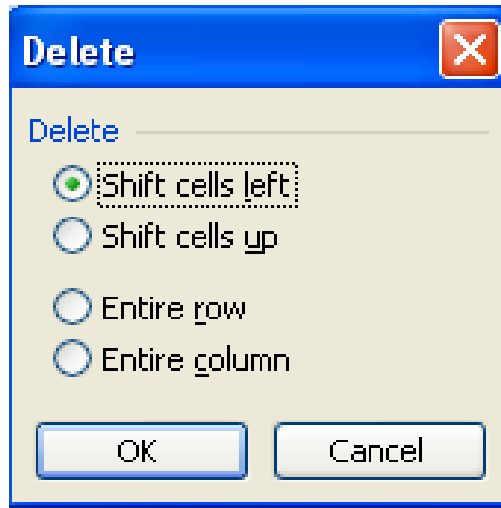 Delete
Delete
Shift cells left
Shift cells up
Entire row
Entire column
OK
Cancel